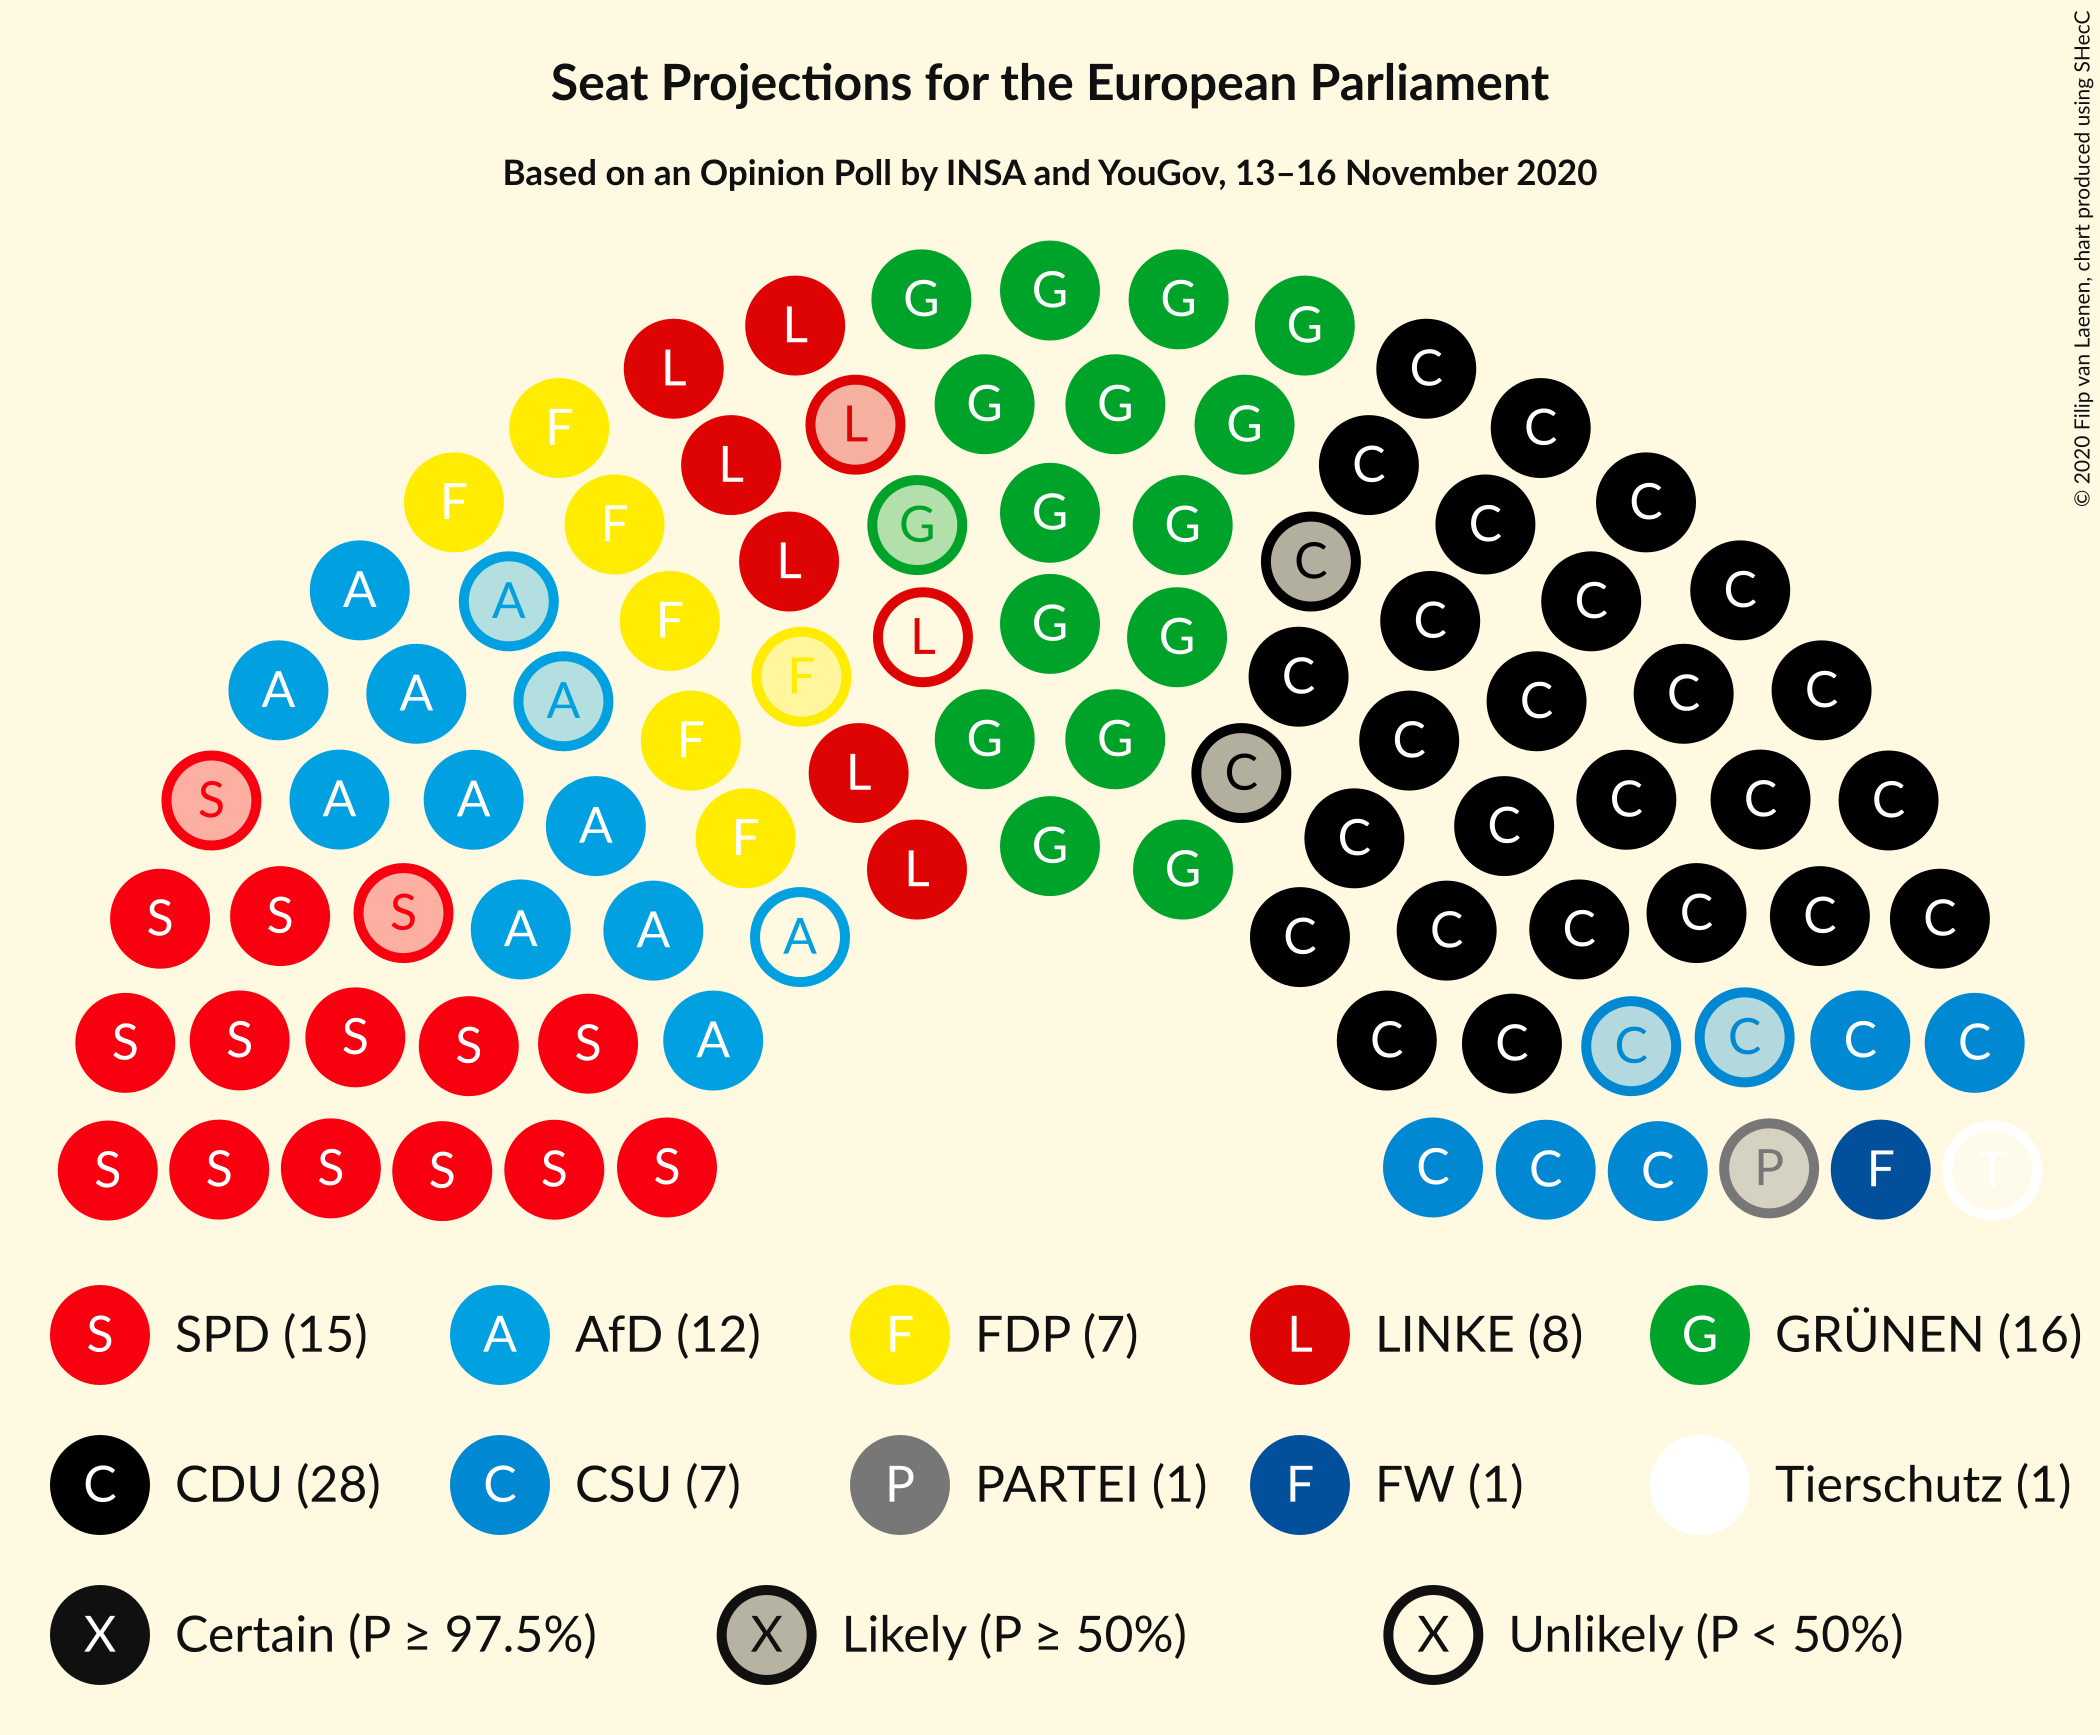 © 2020 Filip van Laenen, chart produced using SHecC
Seat Projections for the European Parliament
Based on an Opinion Poll by INSA and YouGov, 13–16 November 2020
L G G G G
L C
F L G G G C
L C
F F G G G C C
A A L C C C
F L G G C
A A A F C C C C
F L G G C C
S A A A F G C C C C C
S S S A A A L G C C C C C C
S S S S S A C C C C C C
S S S S S S C C C P F T
S SPD (15) A AfD (12) F FDP (7) L LINKE (8) G GRÜNEN (16)
C CDU (28) C CSU (7) P PARTEI (1) F FW (1) Tierschutz (1)
X Certain (P ≥ 97.5%) X Likely (P ≥ 50%) X Unlikely (P < 50%)